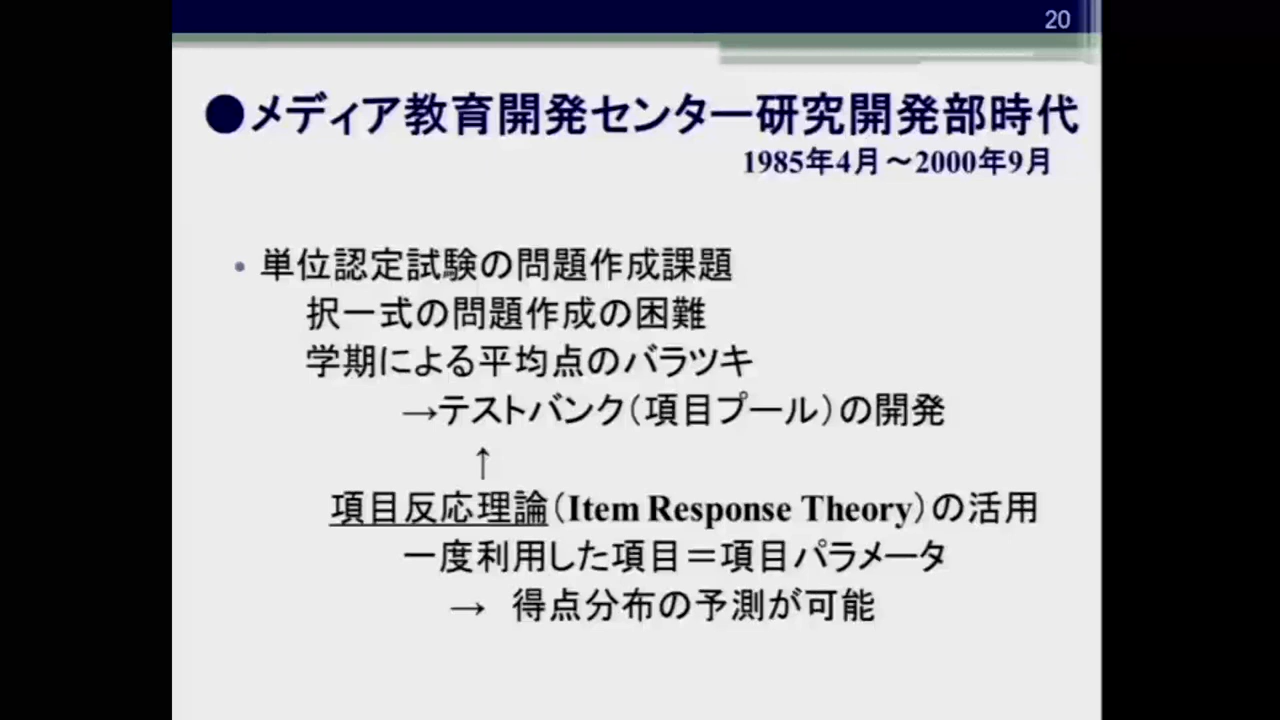 20
●メディア教育開発センター研究開発部時代
1985年4月～2000年9月
• 単位認定試験の問題作成課題
択一式の問題作成の困難
学期による平均点のバラツキ
→テストバンク（項目プール）の開発
↑
項目反応理論（Item Response Theory）の活用
一度利用した項目＝項目パラメータ
→ 得点分布の予測が可能